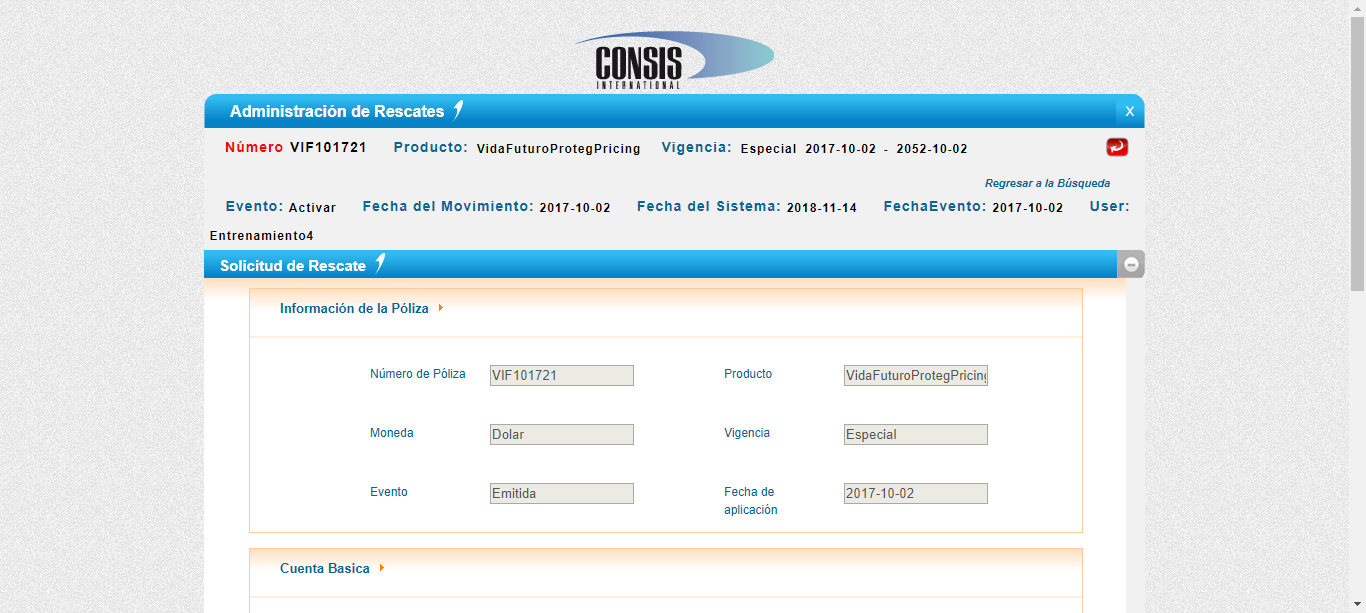 CONSIS
INTERNATIONAL
Administración de Rescates X
Número VIF101721 Producto: VidaFuturoProtegPricing Vigencia: Especial 2017-10-02 - 2052-10-02
Regresar a la Búsqueda
Evento: Activar Fecha del Movimiento: 2017-10-02 Fecha del Sistema: 2018-11-14 FechaEvento: 2017-10-02 User:
Entrenamiento4
Solicitud de Rescate
Información de la Póliza
Número de Póliza VIF101721 Producto VidaFuturoProtegPricing
Moneda Dolar Vigencia Especial
Evento Emitida Fecha de
aplicación 2017-10-02
Cuenta Basica